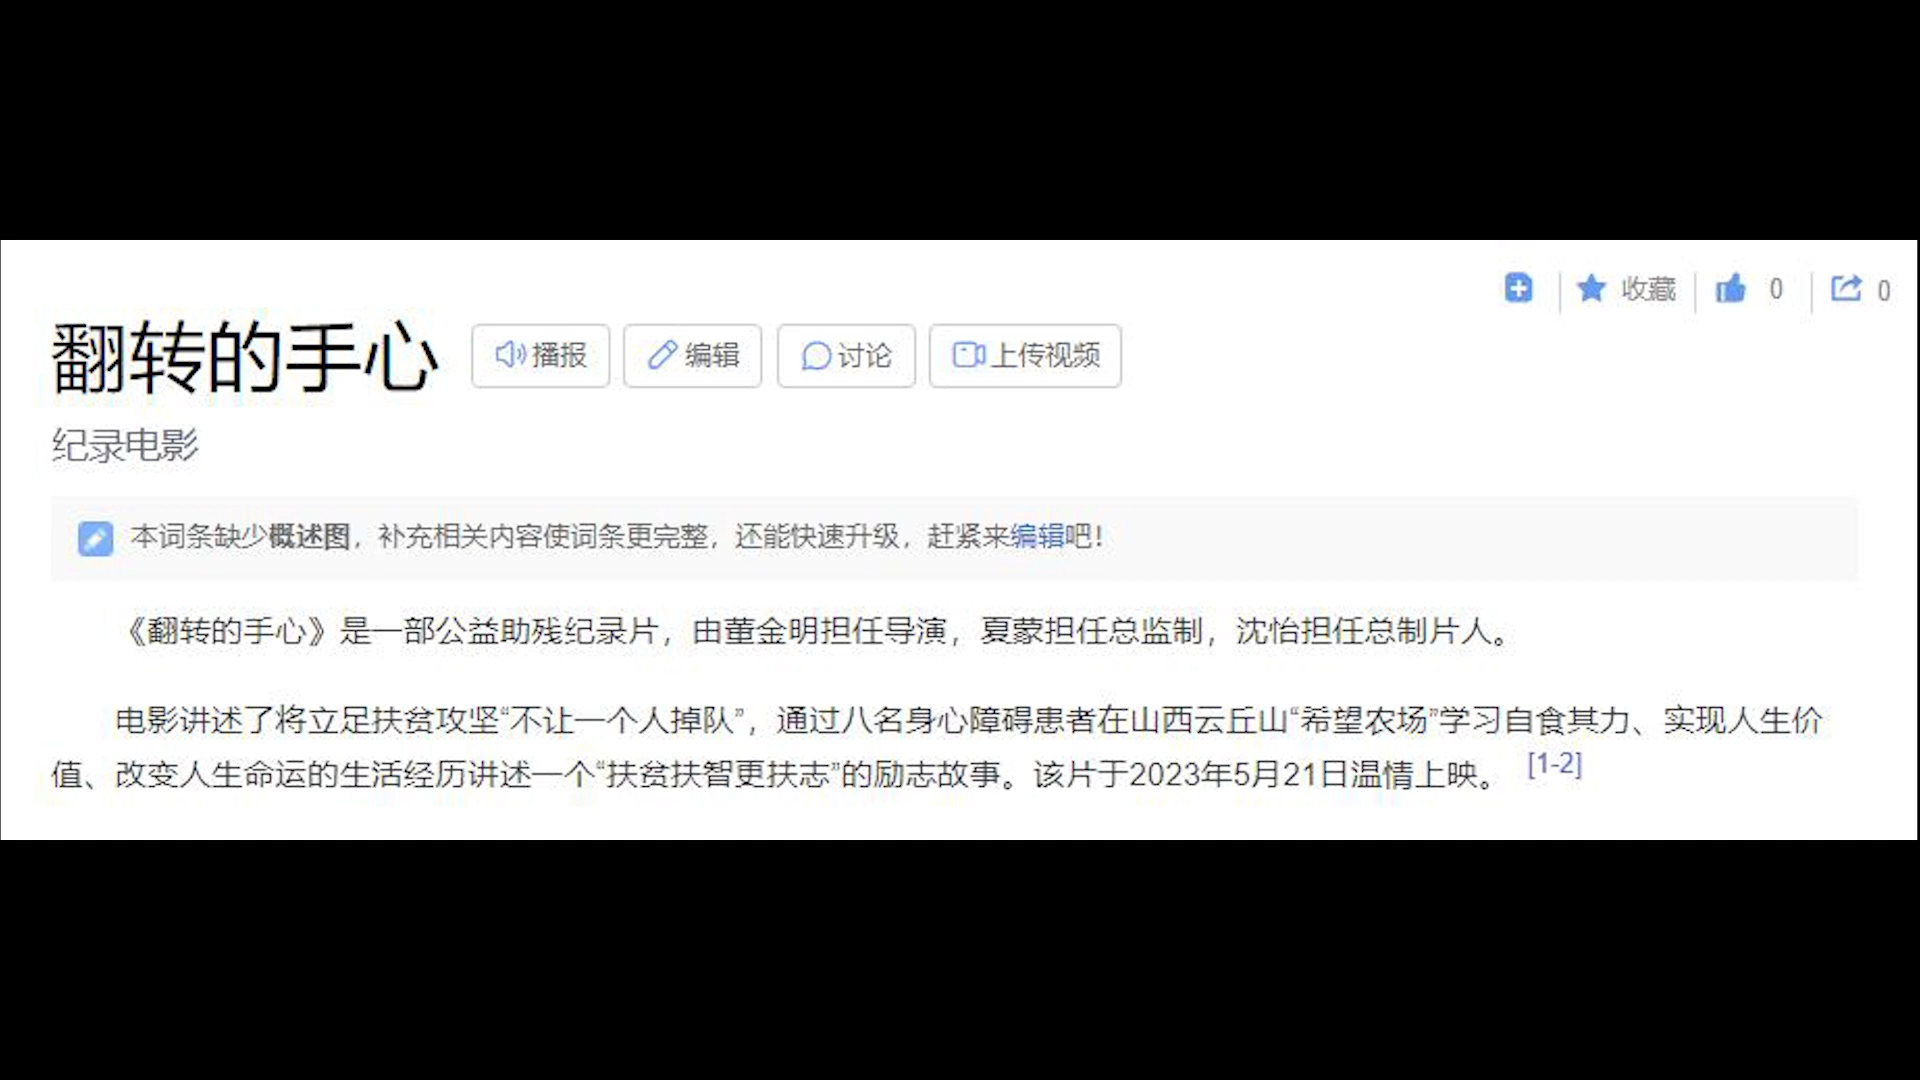 收藏 0 0
翻转的手心 播报 编辑 讨论 上传视频
纪录电影
本词条缺少概述图，补充相关内容使词条更完整，还能快速升级，赶紧来编辑吧！
《翻转的手心》是一部公益助残纪录片，由董金明担任导演，夏蒙担任总监制，沈怡担任总制片人。
电影讲述了将立足扶贫攻坚“不让一个人掉队”，通过八名身心障碍患者在山西云丘山“希望农场”学习自食其力、实现人生价
值、改变人生命运的生活经历讲述一个“扶贫扶智更扶志”的励志故事。该片于2023年5月21日温情上映。 [1-2]